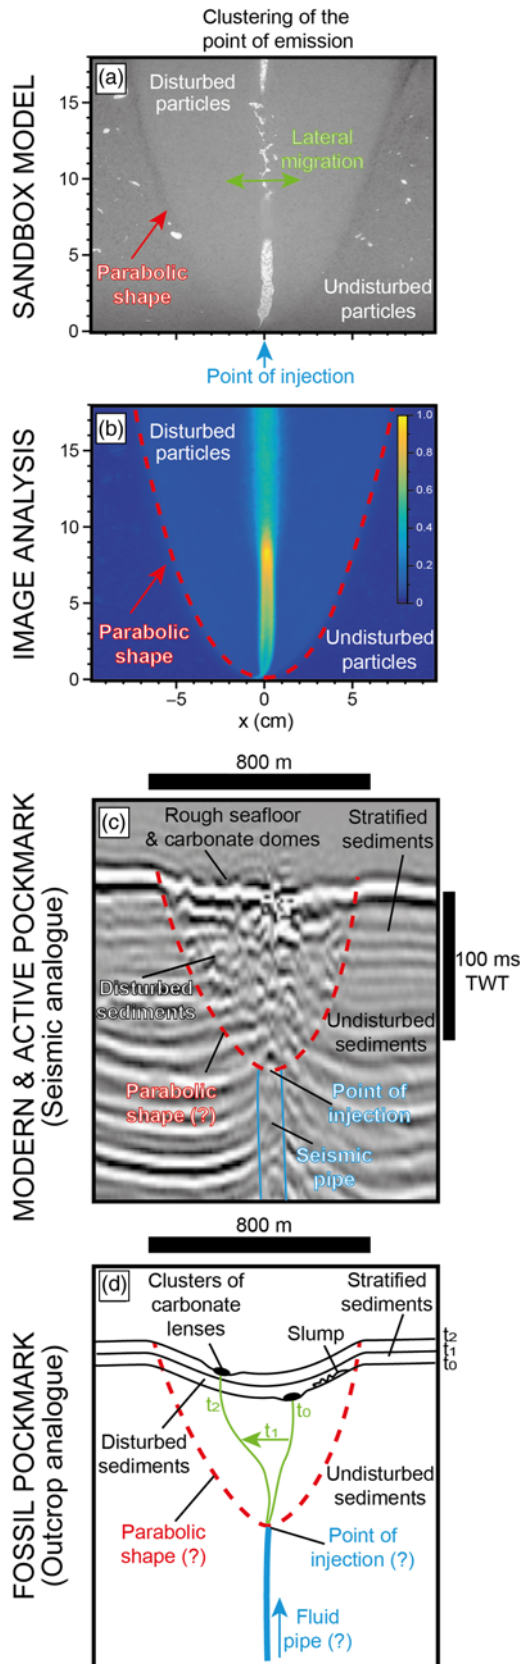 Clustering of the
point of emission
SANDBOX MODEL
(a)
Disturbed
particles
Lateral
migration
Parabolic
shape
Undisturbed
particles
15
10
5
0
Point of injection
IMAGE ANALYSIS
(b)
Disturbed
particles
1.0
0.8
0.6
0.4
0.2
0
Parabolic
shape
Undisturbed
particles
15
10
5
0
−5
0
5
x (cm)
MODERN & ACTIVE POCKMARK
(Seismic analogue)
800 m
(c)
Rough seafloor
& carbonate domes
Stratified
sediments
100 ms
TWT
Disturbed
sediments
Undisturbed
sediments
Parabolic
shape (?)
Point of
injection
Seismic
pipe
FOSSIL POCKMARK
(Outcrop analogue)
800 m
(d)
Clusters of
carbonate
lenses
Stratified
sediments
Slump
t2
t1
t0
t2
t1
t0
Disturbed
sediments
Undisturbed
sediments
Parabolic
shape (?)
Point of
injection (?)
Fluid
pipe (?)